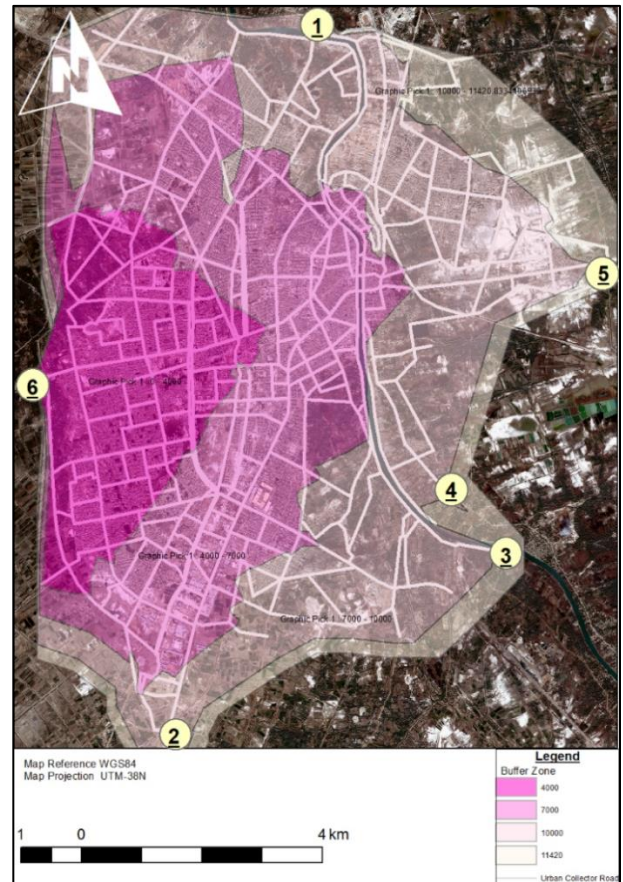 1
N
Graphic Pick 1: 10000 -
5
6
Graphic Pick 1
4
3
Graphic Pick 1: 4000 - 7000
Graphic Pick 1: 7000 - 10000
2
Map Reference WGS84
Map Projection UTM-38N
1 0 4 km
Legend
Buffer Zone
4000
7000
10000
11420
Urban Collector Road